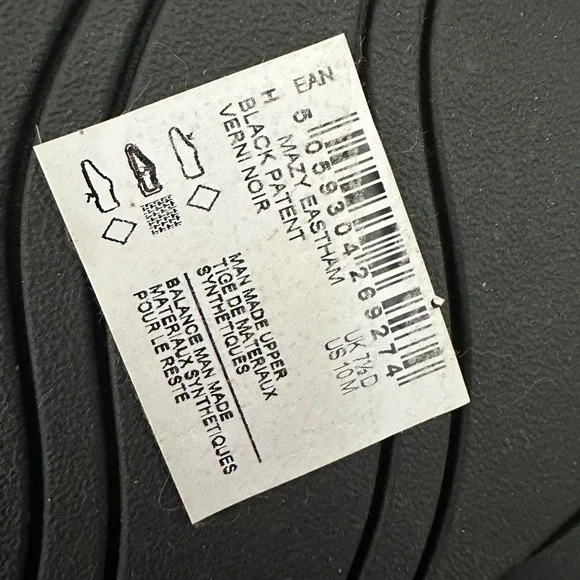 EAN
5 059304 269274
H MAZY EASTHAM
BLACK PATENT
VERNI NOIR
UK 7½ D
US 10 M
MAN MADE UPPER
TIGE DE MATERIAUX
SYNTHETIQUES
BALANCE MAN MADE
MATERIAUX SYNTHETIQUES
POUR LE RESTE